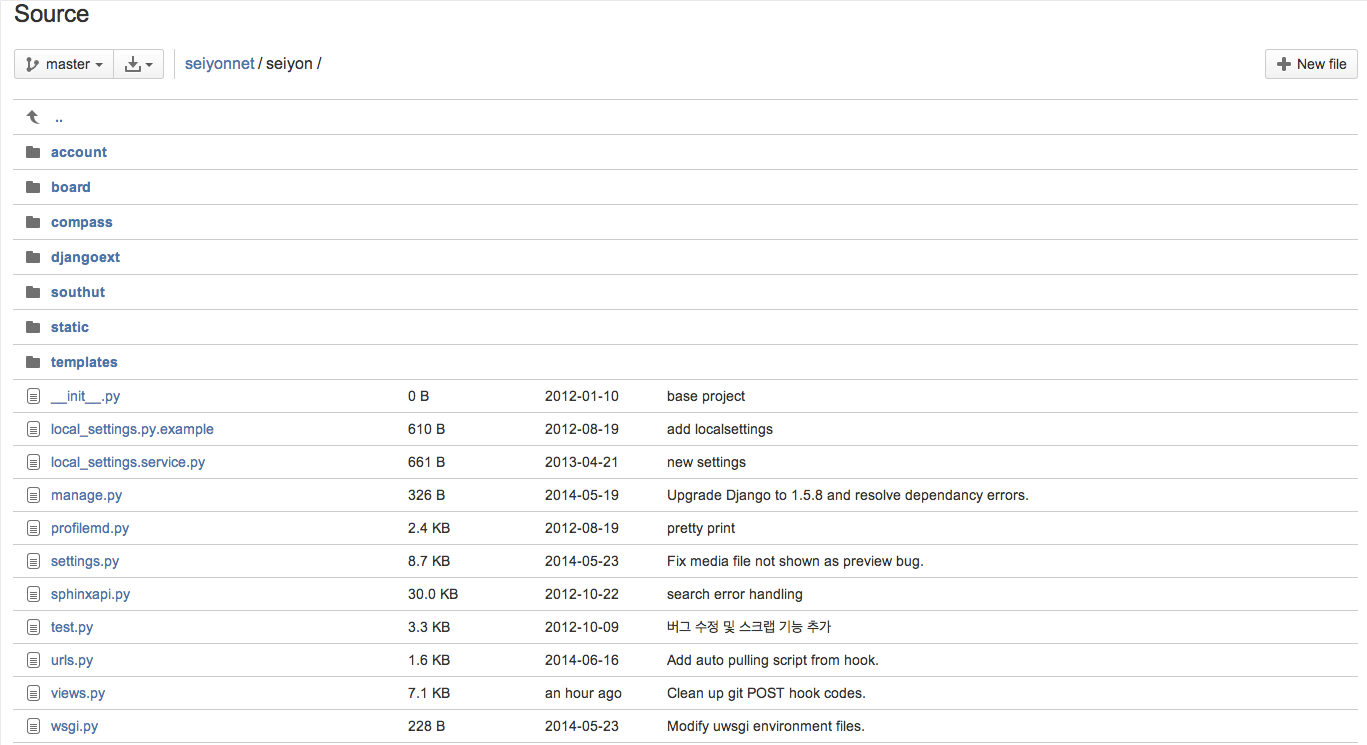 Source
master seiyonnet / seiyon / New file
..
account
board
compass
djangoext
southut
static
templates
__init__.py 0 B 2012-01-10 base project
local_settings.py.example 610 B 2012-08-19 add localsettings
local_settings.service.py 661 B 2013-04-21 new settings
manage.py 326 B 2014-05-19 Upgrade Django to 1.5.8 and resolve dependancy errors.
profilemd.py 2.4 KB 2012-08-19 pretty print
settings.py 8.7 KB 2014-05-23 Fix media file not shown as preview bug.
sphinxapi.py 30.0 KB 2012-10-22 search error handling
test.py 3.3 KB 2012-10-09 버그 수정 및 스크랩 기능 추가
urls.py 1.6 KB 2014-06-16 Add auto pulling script from hook.
views.py 7.1 KB an hour ago Clean up git POST hook codes.
wsgi.py 228 B 2014-05-23 Modify uwsgi environment files.